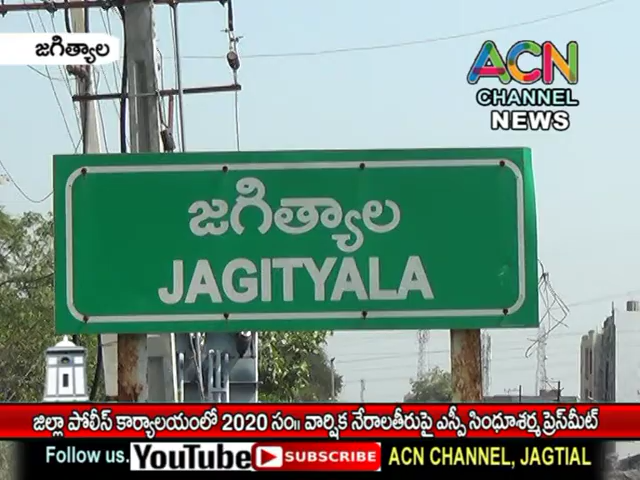 జగిత్యాల
ACN
CHANNEL
NEWS
జగిత్యాల
JAGITYALA
జిల్లా పోలీస్ కార్యాలయంలో 2020 సం॥ వార్షిక నేరాలతీరుపై ఎస్పీ సింధూశర్మ ప్రెస్‌మీట్
Follow us. YouTube SUBSCRIBE ACN CHANNEL, JAGTIAL